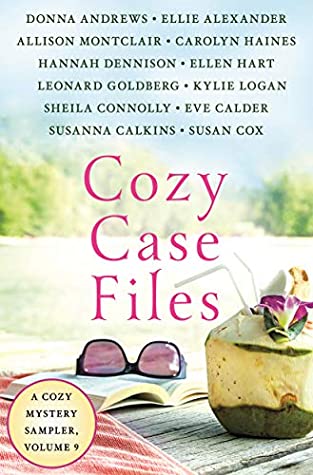 DONNA ANDREWS • ELLIE ALEXANDER
ALLISON MONTCLAIR • CAROLYN HAINES
HANNAH DENNISON • ELLEN HART
LEONARD GOLDBERG • KYLIE LOGAN
SHEILA CONNOLLY • EVE CALDER
SUSANNA CALKINS • SUSAN COX
Cozy
Case
Files
A COZY
MYSTERY
SAMPLER,
VOLUME 9